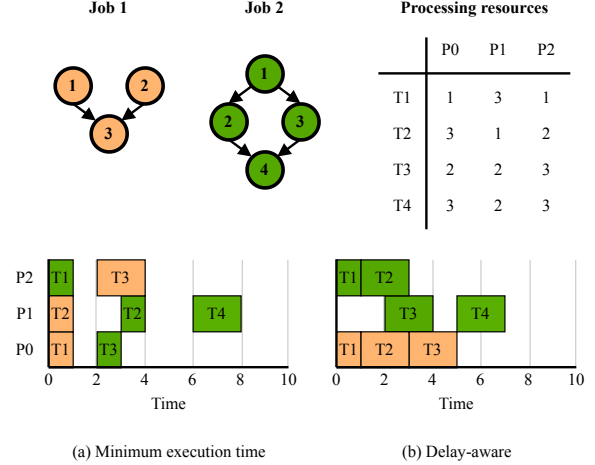 Job 1 Job 2 Processing resources
P0 P1 P2
1 2 3
1 2 3 4
T1 1 3 1
T2 3 1 2
T3 2 2 3
T4 3 2 3
P2 T1 T3
P1 T2 T2 T4
P0 T1 T3
0 2 4 6 8 10
Time
(a) Minimum execution time
T1 T2
T3 T4
T1 T2 T3
0 2 4 6 8 10
Time
(b) Delay-aware